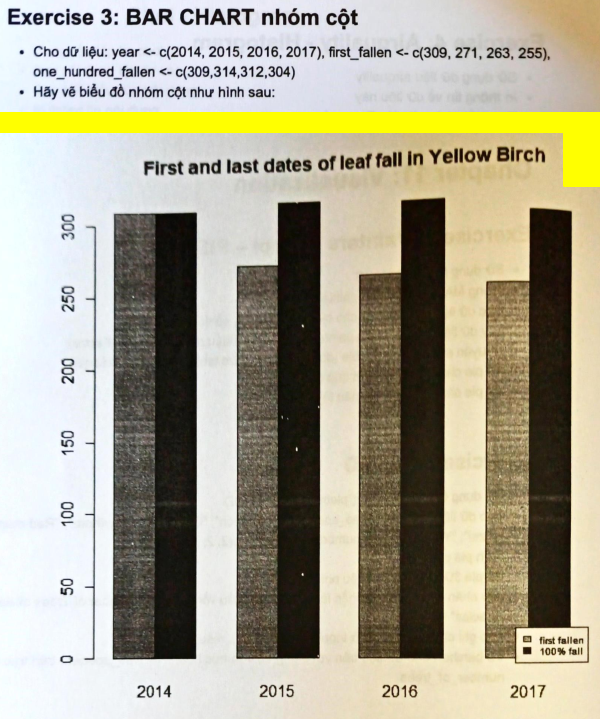 Exercise 3: BAR CHART nhóm cột
• Cho dữ liệu: year <- c(2014, 2015, 2016, 2017), first_fallen <- c(309, 271, 263, 255),
one_hundred_fallen <- c(309,314,312,304)
• Hãy vẽ biểu đồ nhóm cột như hình sau:
First and last dates of leaf fall in Yellow Birch
300
250
200
150
100
50
0
first fallen
100% fall
2014 2015 2016 2017